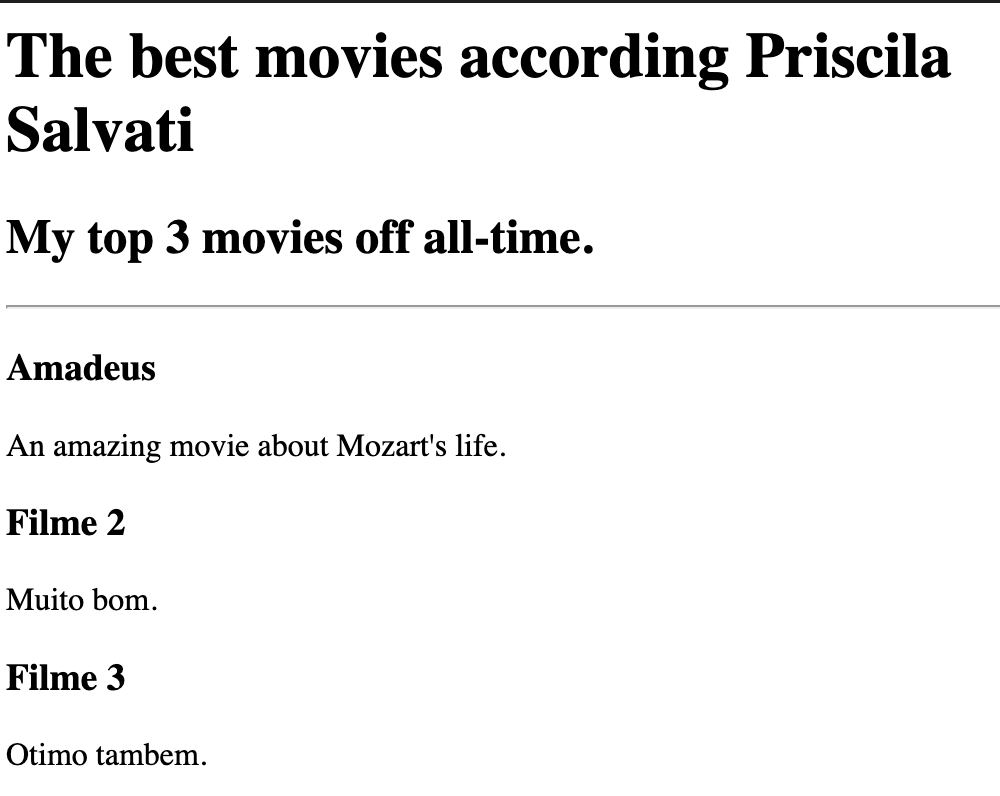 The best movies according Priscila
Salvati
My top 3 movies off all-time.
Amadeus
An amazing movie about Mozart's life.
Filme 2
Muito bom.
Filme 3
Otimo tambem.